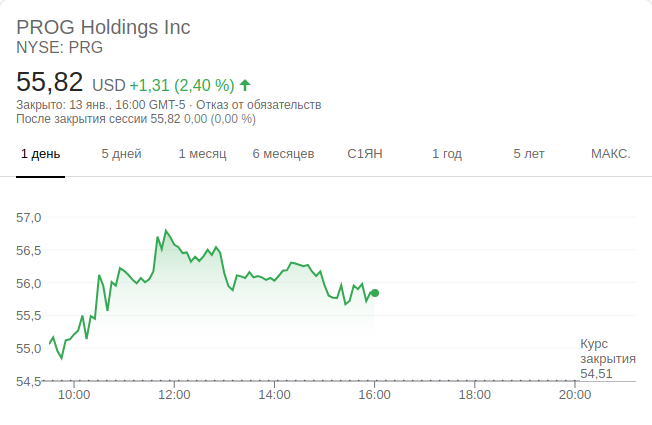 PROG Holdings Inc
NYSE: PRG
55,82 USD +1,31 (2,40 %)
Закрыто: 13 янв., 16:00 GMT-5 · Отказ от обязательств
После закрытия сессии 55,82 0,00 (0,00 %)
1 день 5 дней 1 месяц 6 месяцев С1ЯН 1 год 5 лет МАКС.
57,0
56,5
56,0
55,5
55,0
54,5
Курс
закрытия
54,51
10:00 12:00 14:00 16:00 18:00 20:00